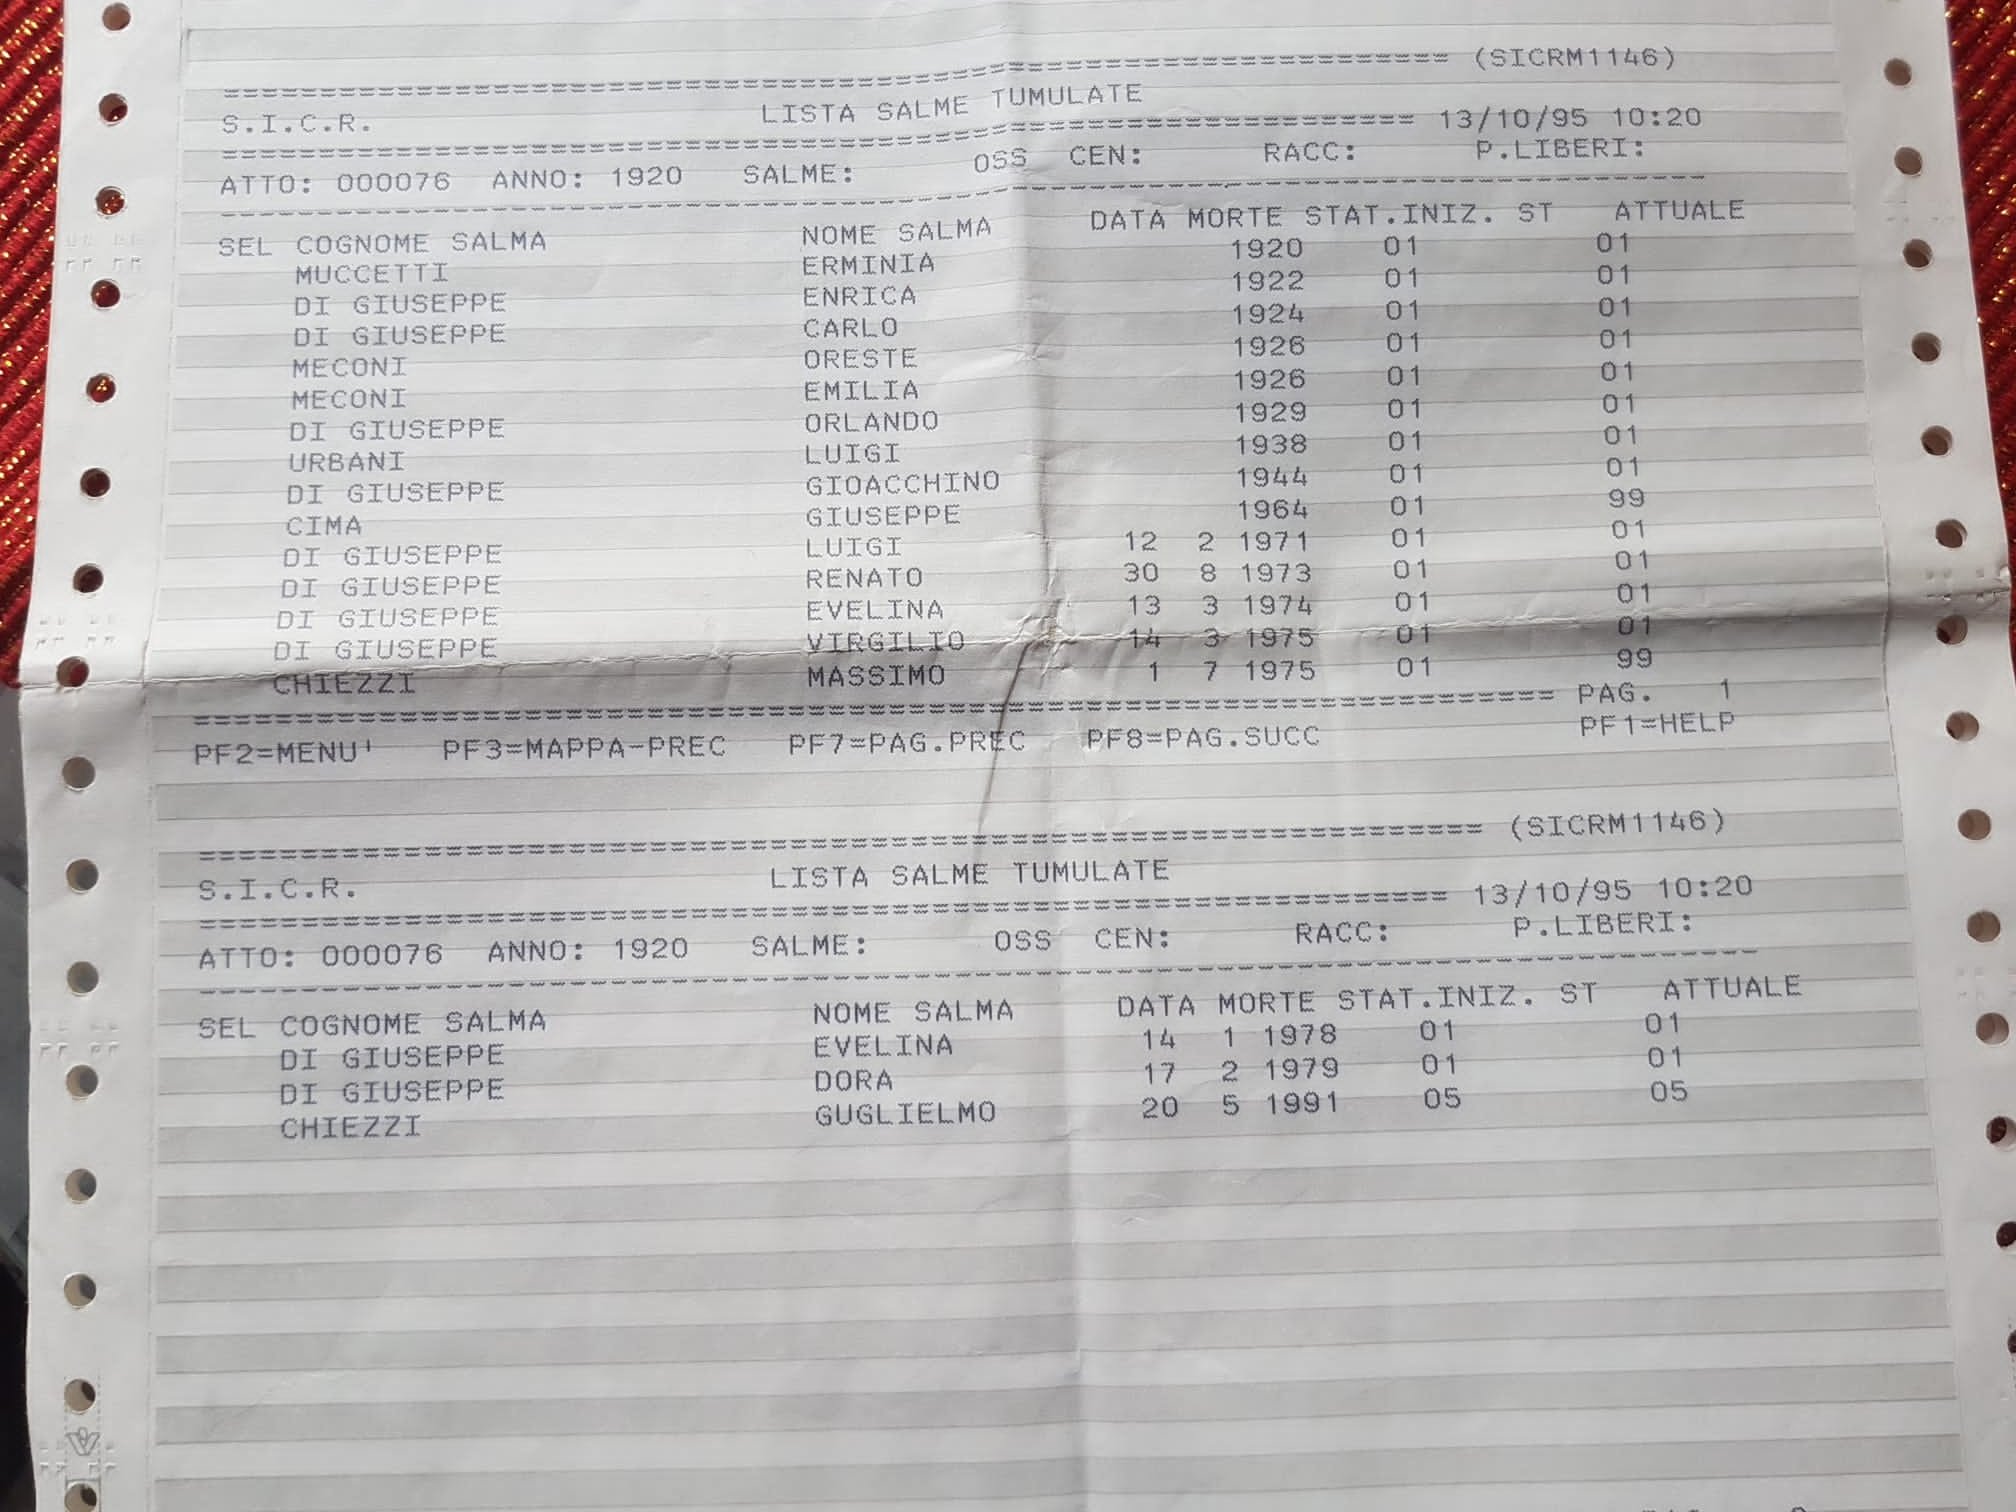 ======================================== (SICRM1146)
S.I.C.R. LISTA SALME TUMULATE
======================================== 13/10/95 10:20
ATTO: 000076 ANNO: 1920 SALME: OSS CEN: RACC: P.LIBERI:
----------------------------------------
SEL COGNOME SALMA NOME SALMA DATA MORTE STAT.INIZ. ST ATTUALE
MUCCETTI ERMINIA 1920 01 01
DI GIUSEPPE ENRICA 1922 01 01
DI GIUSEPPE CARLO 1924 01 01
MECONI ORESTE 1926 01 01
MECONI EMILIA 1926 01 01
DI GIUSEPPE ORLANDO 1929 01 01
URBANI LUIGI 1938 01 01
DI GIUSEPPE GIOACCHINO 1944 01 01
CIMA GIUSEPPE 1964 01 99
DI GIUSEPPE LUIGI 12 2 1971 01 01
DI GIUSEPPE RENATO 30 8 1973 01 01
DI GIUSEPPE EVELINA 13 3 1974 01 01
DI GIUSEPPE VIRGILIO 14 3 1975 01 01
CHIEZZI MASSIMO 1 7 1975 01 99
======================================== PAG. 1
PF2=MENU' PF3=MAPPA-PREC PF7=PAG.PREC PF8=PAG.SUCC PF1=HELP
======================================== (SICRM1146)
S.I.C.R. LISTA SALME TUMULATE
======================================== 13/10/95 10:20
ATTO: 000076 ANNO: 1920 SALME: OSS CEN: RACC: P.LIBERI:
----------------------------------------
SEL COGNOME SALMA NOME SALMA DATA MORTE STAT.INIZ. ST ATTUALE
DI GIUSEPPE EVELINA 14 1 1978 01 01
DI GIUSEPPE DORA 17 2 1979 01 01
CHIEZZI GUGLIELMO 20 5 1991 05 05